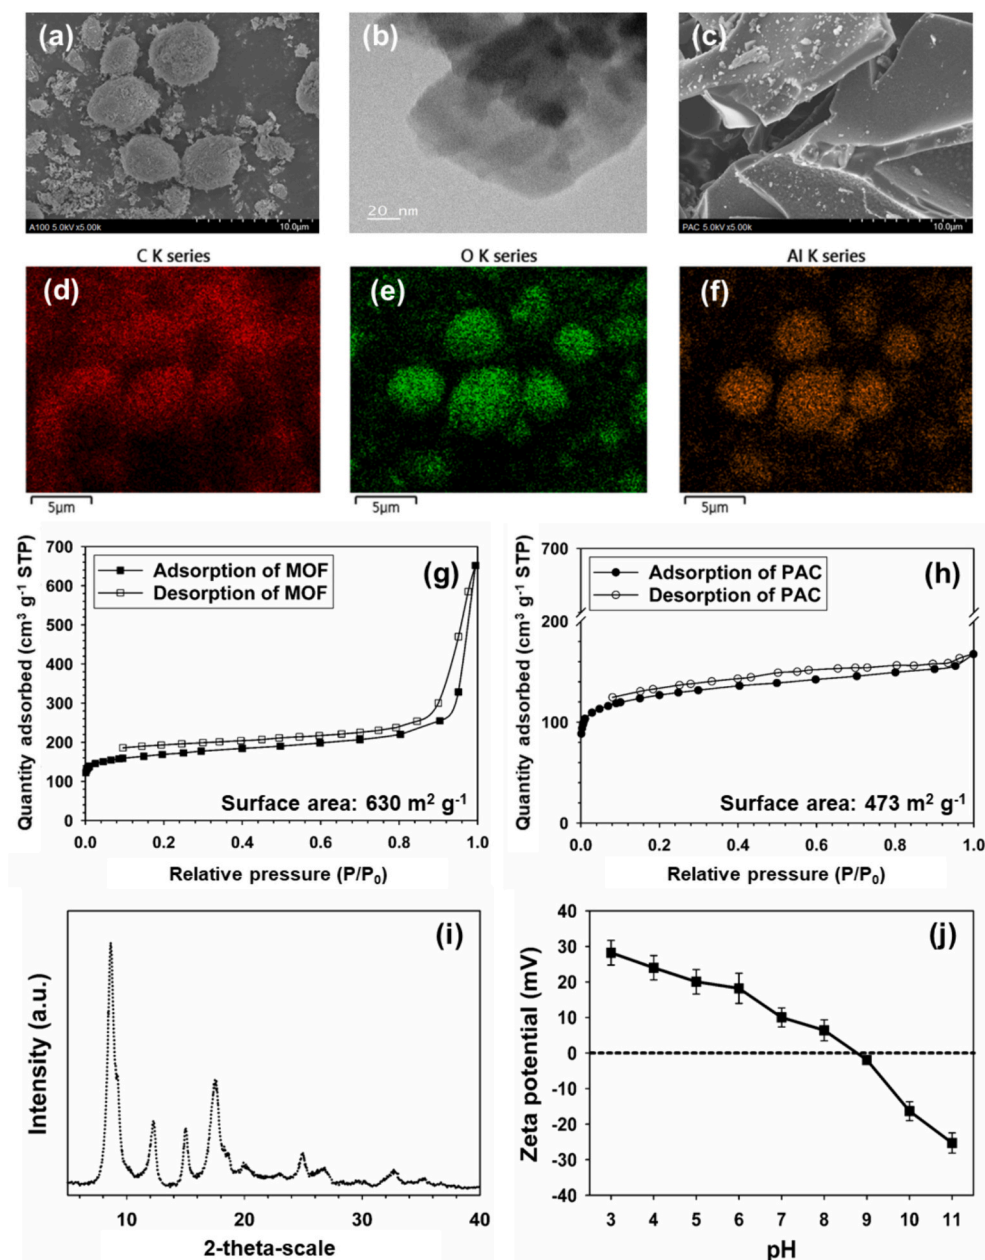 (a)
(b)
(c)
A100 5.0kV x5.00k 10.0µm
20 nm
PAC 5.0kV x5.00k 10.0µm
C K series
O K series
Al K series
(d)
(e)
(f)
5µm
5µm
5µm
Quantity adsorbed (cm³ g⁻¹ STP)
700
600
500
400
300
200
100
0
Adsorption of MOF
Desorption of MOF
(g)
Surface area: 630 m² g⁻¹
0.0 0.2 0.4 0.6 0.8 1.0
Relative pressure (P/P₀)
Quantity adsorbed (cm³ g⁻¹ STP)
700
200
100
0
Adsorption of PAC
Desorption of PAC
(h)
Surface area: 473 m² g⁻¹
0.0 0.2 0.4 0.6 0.8 1.0
Relative pressure (P/P₀)
Intensity (a.u.)
(i)
10 20 30 40
2-theta-scale
Zeta potential (mV)
40
30
20
10
0
-10
-20
-30
-40
(j)
3 4 5 6 7 8 9 10 11
pH